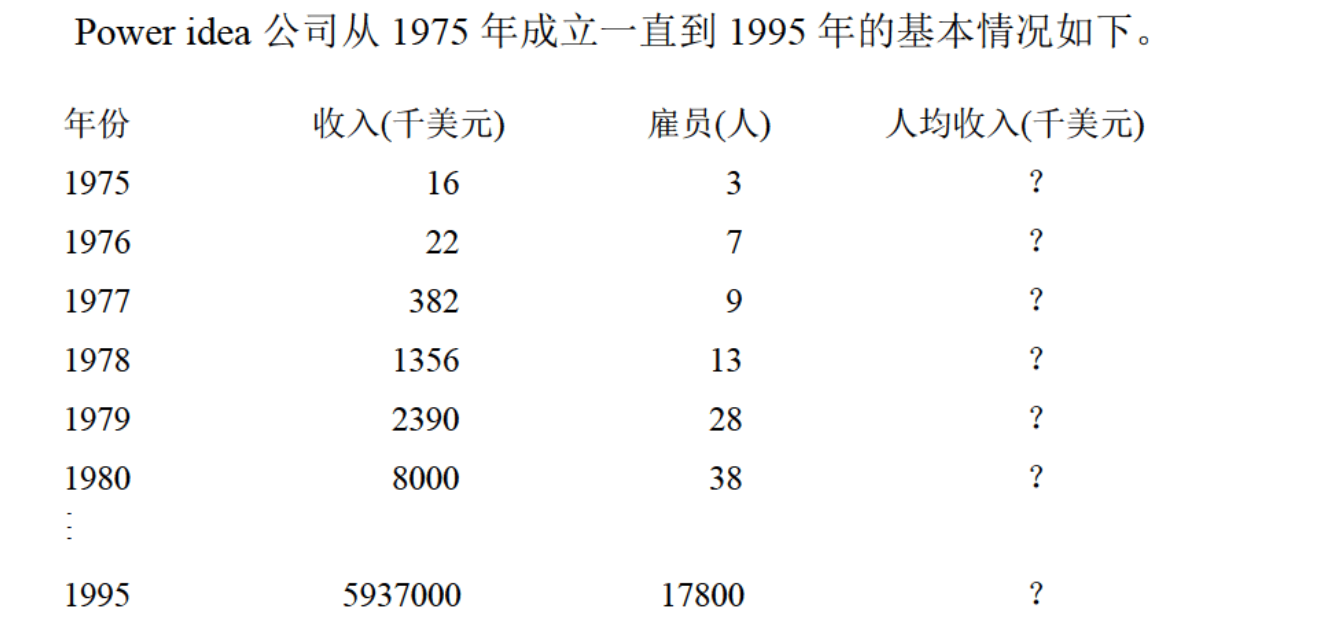 Power idea 公司从 1975 年成立一直到 1995 年的基本情况如下。
年份 收入(千美元) 雇员(人) 人均收入(千美元)
1975 16 3 ?
1976 22 7 ?
1977 382 9 ?
1978 1356 13 ?
1979 2390 28 ?
1980 8000 38 ?
⋮
1995 5937000 17800 ?